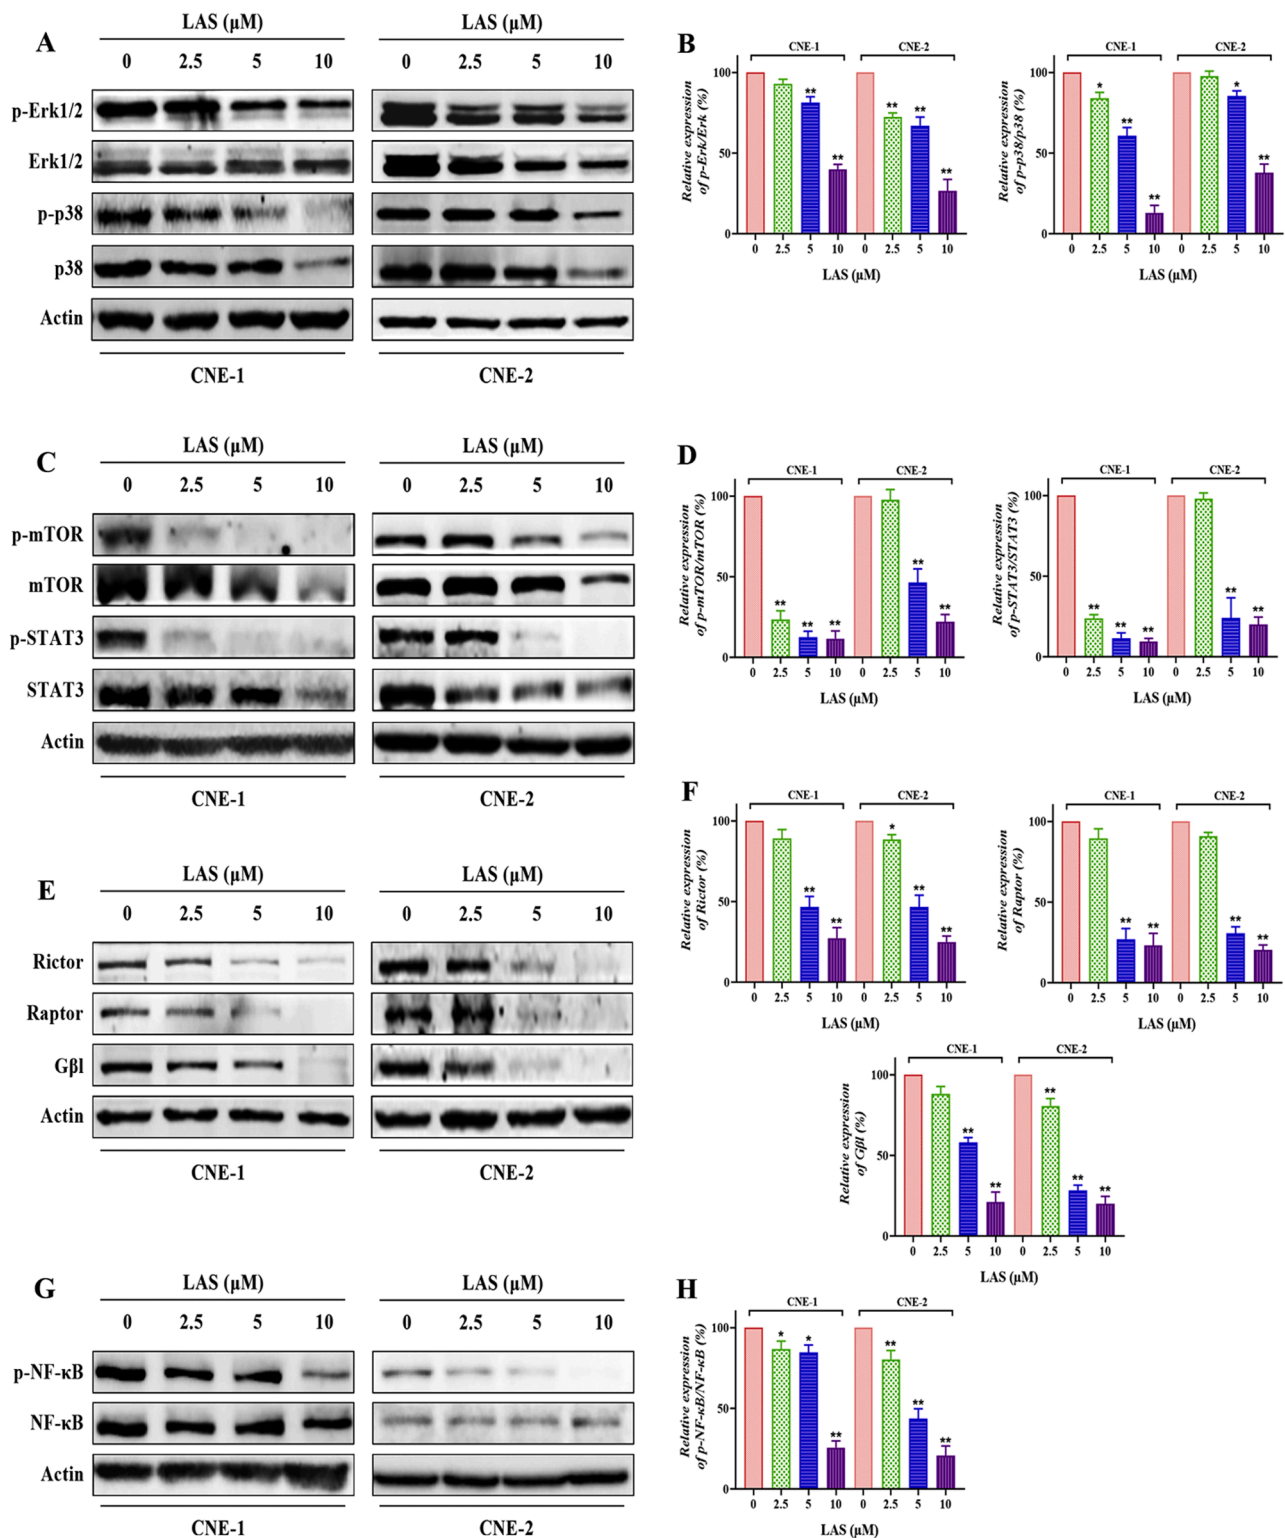 A
LAS (µM)
LAS (µM)
0 2.5 5 10
0 2.5 5 10
p-Erk1/2
Erk1/2
p-p38
p38
Actin
CNE-1
CNE-2
B
CNE-1
CNE-2
Relative expression
of p-Erk/Erk (%)
100
50
0
**
**
**
**
**
0 2.5 5 10 0 2.5 5 10
LAS (µM)
CNE-1
CNE-2
Relative expression
of p-p38/p38 (%)
100
50
0
*
**
**
*
**
0 2.5 5 10 0 2.5 5 10
LAS (µM)
C
LAS (µM)
LAS (µM)
0 2.5 5 10
0 2.5 5 10
p-mTOR
mTOR
p-STAT3
STAT3
Actin
CNE-1
CNE-2
D
CNE-1
CNE-2
Relative expression
of p-mTOR/mTOR (%)
100
50
0
**
**
**
**
**
0 2.5 5 10 0 2.5 5 10
LAS (µM)
CNE-1
CNE-2
Relative expression
of p-STAT3/STAT3 (%)
100
50
0
**
**
**
**
**
0 2.5 5 10 0 2.5 5 10
LAS (µM)
E
LAS (µM)
LAS (µM)
0 2.5 5 10
0 2.5 5 10
Rictor
Raptor
Gβl
Actin
CNE-1
CNE-2
F
CNE-1
CNE-2
Relative expression
of Rictor (%)
100
50
0
**
**
*
**
**
0 2.5 5 10 0 2.5 5 10
LAS (µM)
CNE-1
CNE-2
Relative expression
of Raptor (%)
100
50
0
**
**
**
**
0 2.5 5 10 0 2.5 5 10
LAS (µM)
CNE-1
CNE-2
Relative expression
of Gβl (%)
100
50
0
**
**
**
**
**
0 2.5 5 10 0 2.5 5 10
LAS (µM)
G
LAS (µM)
LAS (µM)
0 2.5 5 10
0 2.5 5 10
p-NF-κB
NF-κB
Actin
CNE-1
CNE-2
H
CNE-1
CNE-2
Relative expression
of p-NF-κB/NF-κB (%)
100
50
0
*
*
**
**
**
**
0 2.5 5 10 0 2.5 5 10
LAS (µM)